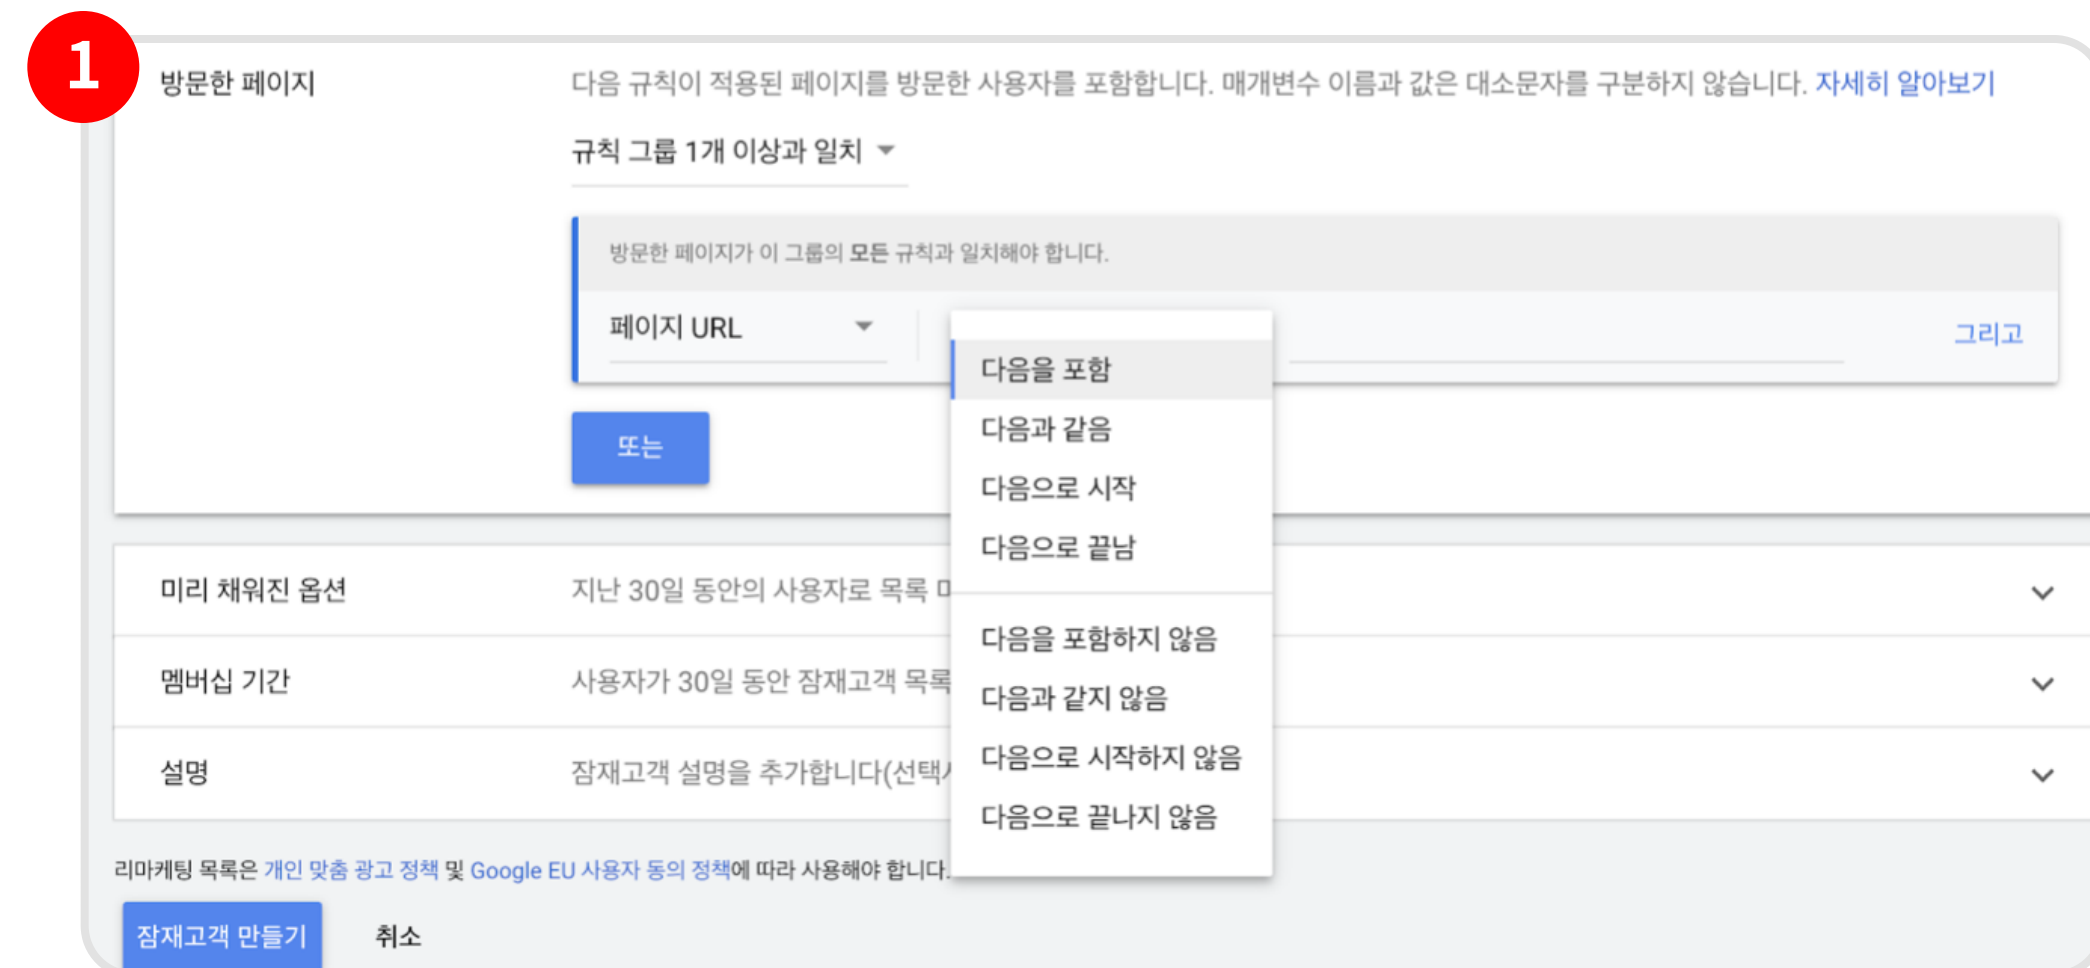 1
방문한 페이지
다음 규칙이 적용된 페이지를 방문한 사용자를 포함합니다. 매개변수 이름과 값은 대소문자를 구분하지 않습니다. 자세히 알아보기
규칙 그룹 1개 이상과 일치
방문한 페이지가 이 그룹의 모든 규칙과 일치해야 합니다.
페이지 URL
그리고
또는
다음을 포함
다음과 같음
다음으로 시작
다음으로 끝남
다음을 포함하지 않음
다음과 같지 않음
다음으로 시작하지 않음
다음으로 끝나지 않음
미리 채워진 옵션
지난 30일 동안의 사용자로 목록
멤버십 기간
사용자가 30일 동안 잠재고객 목록
설명
잠재고객 설명을 추가합니다(선택
리마케팅 목록은 개인 맞춤 광고 정책 및 Google EU 사용자 동의 정책에 따라 사용해야 합니다.
잠재고객 만들기
취소